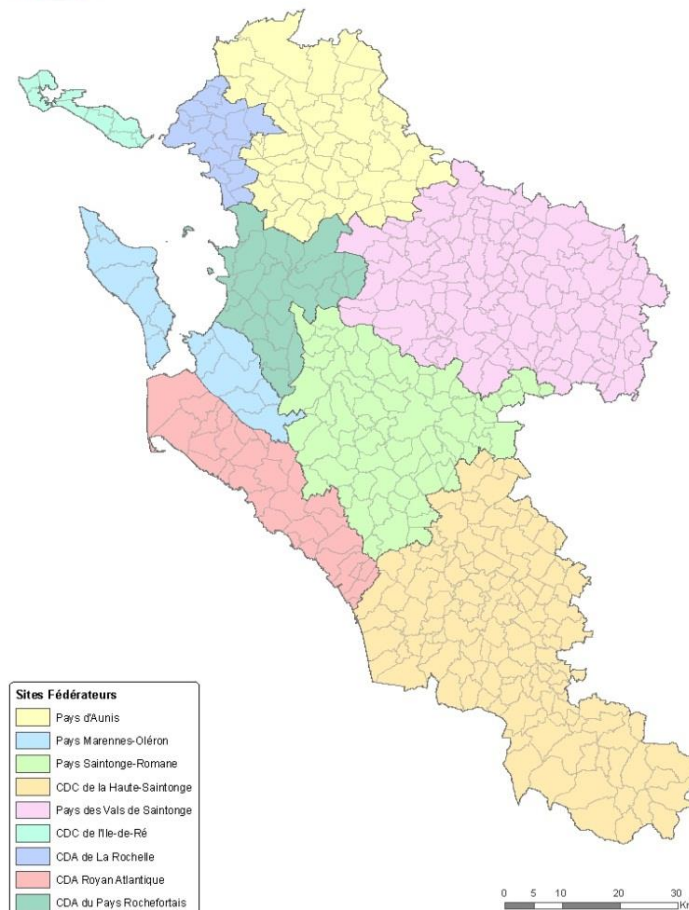 Sites Fédérateurs
Pays d'Aunis
Pays Marennes-Oléron
Pays Saintonge-Romane
CDC de la Haute-Saintonge
Pays des Vals de Saintonge
CDC de l'Ile-de-Ré
CDA de La Rochelle
CDA Royan Atlantique
CDA du Pays Rochefortais
0 5 10 20 30